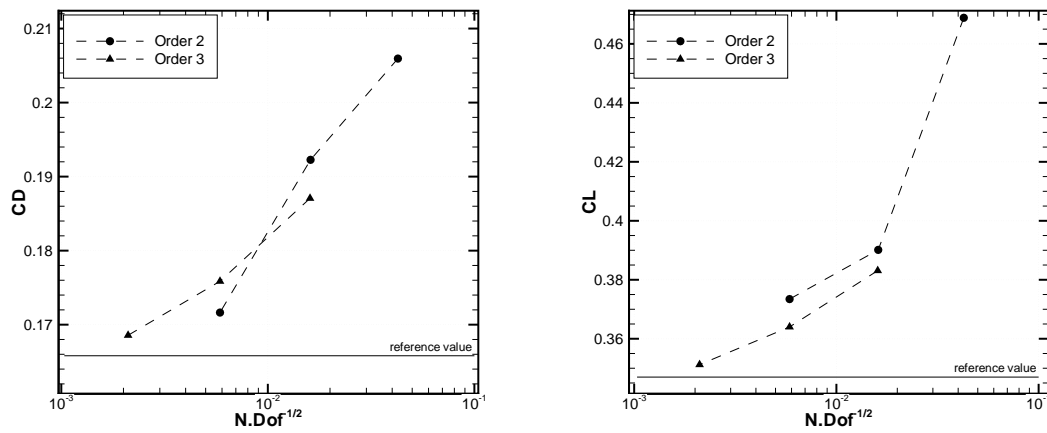 0.21
0.2
0.19
0.18
0.17
CD
Order 2
Order 3
reference value
10-3
10-2
10-1
N.Dof-1/2
0.46
0.44
0.42
0.4
0.38
0.36
CL
Order 2
Order 3
reference value
10-3
10-2
10-1
N.Dof-1/2